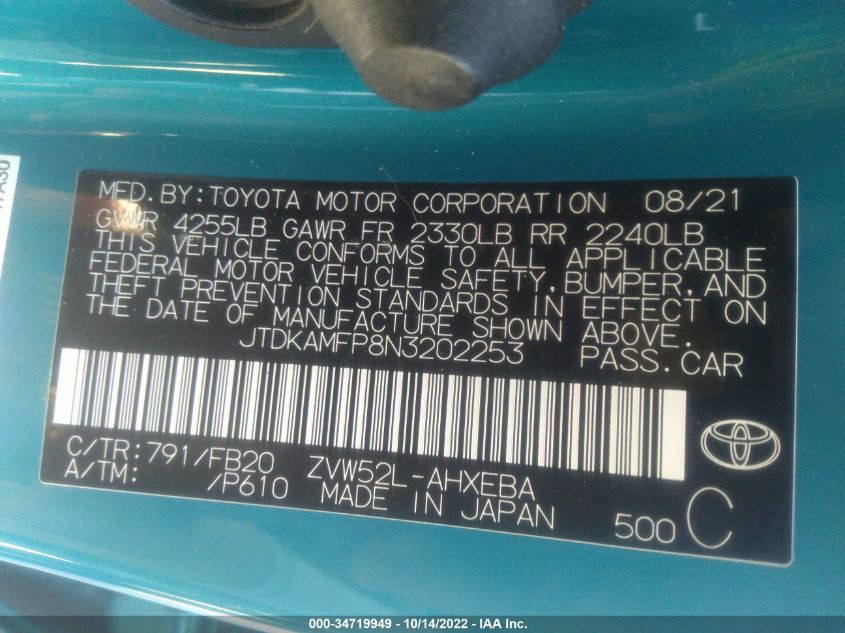 MFD.BY:TOYOTA MOTOR CORPORATION 08/21
GVWR 4255LB GAWR FR 2330LB RR 2240LB
THIS VEHICLE CONFORMS TO ALL APPLICABLE
FEDERAL MOTOR VEHICLE SAFETY,BUMPER,AND
THEFT PREVENTION STANDARDS IN EFFECT ON
THE DATE OF MANUFACTURE SHOWN ABOVE.
JTDKAMFP8N3202253 PASS.CAR
C/TR:791/FB20 ZVW52L-AHXEBA
A/TM: /P610 MADE IN JAPAN
500 C
000-34719949 - 10/14/2022 - IAA Inc.